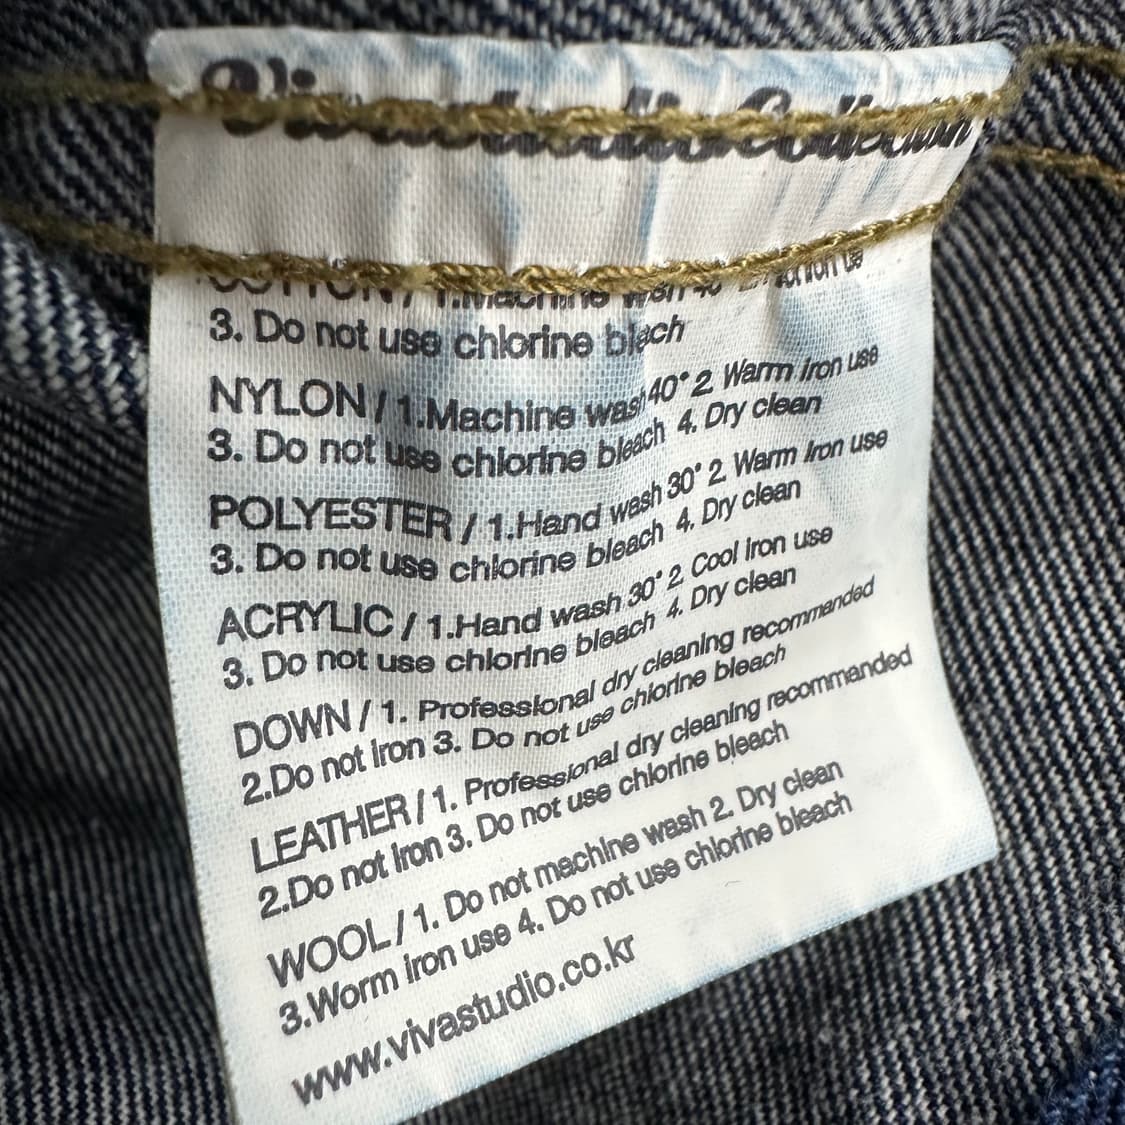 COTTON / 1.Machine wash
3. Do not use chlorine bleach
NYLON / 1.Machine wash 40° 2. Warm iron use
3. Do not use chlorine bleach 4. Dry clean
POLYESTER / 1.Hand wash 30° 2. Warm iron use
3. Do not use chlorine bleach 4. Dry clean
ACRYLIC / 1.Hand wash 30° 2. Cool iron use
3. Do not use chlorine bleach 4. Dry clean
DOWN / 1. Professional dry cleaning recommanded
2.Do not iron 3. Do not use chlorine bleach
LEATHER / 1. Professional dry cleaning recommanded
2.Do not iron 3. Do not use chlorine bleach
WOOL / 1. Do not machine wash 2. Dry clean
3.Worm iron use 4. Do not use chlorine bleach
www.vivastudio.co.kr